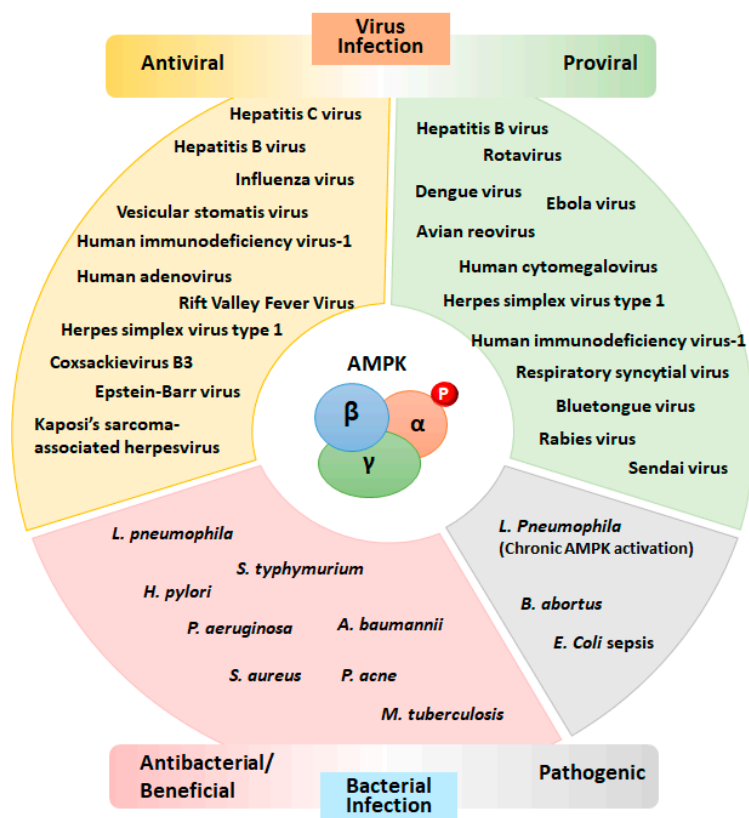 Virus
Infection
Antiviral
Proviral
Hepatitis C virus
Hepatitis B virus
Influenza virus
Vesicular stomatis virus
Human immunodeficiency virus-1
Human adenovirus
Rift Valley Fever Virus
Herpes simplex virus type 1
Coxsackievirus B3
Epstein-Barr virus
Kaposi's sarcoma-
associated herpesvirus
Hepatitis B virus
Rotavirus
Dengue virus
Ebola virus
Avian reovirus
Human cytomegalovirus
Herpes simplex virus type 1
Human immunodeficiency virus-1
Respiratory syncytial virus
Bluetongue virus
Rabies virus
Sendai virus
AMPK
P
β
α
γ
L. pneumophila
S. typhymurium
H. pylori
P. aeruginosa
A. baumannii
S. aureus
P. acne
M. tuberculosis
L. Pneumophila
(Chronic AMPK activation)
B. abortus
E. Coli sepsis
Antibacterial/
Beneficial
Bacterial
Infection
Pathogenic